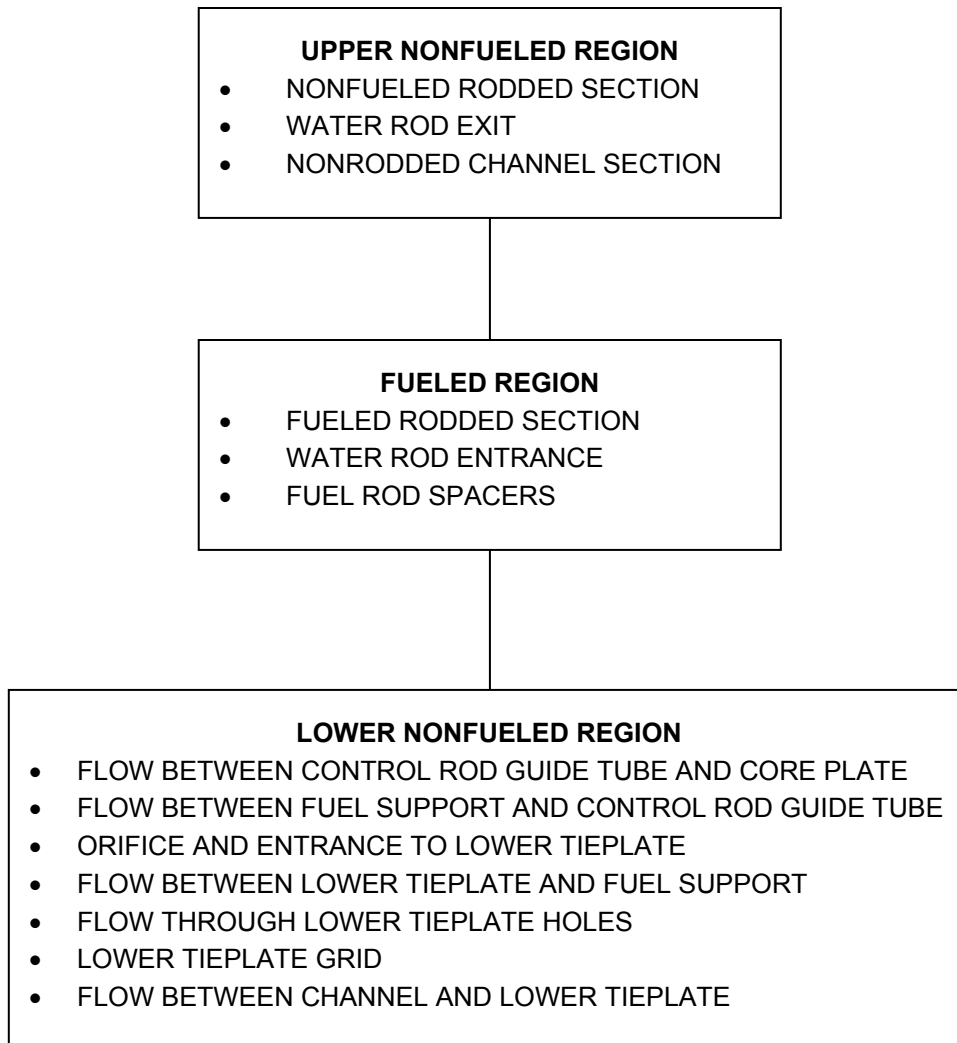 UPPER NONFUELED REGION
• NONFUELED RODDED SECTION
• WATER ROD EXIT
• NONRODDED CHANNEL SECTION
FUELED REGION
• FUELED RODDED SECTION
• WATER ROD ENTRANCE
• FUEL ROD SPACERS
LOWER NONFUELED REGION
• FLOW BETWEEN CONTROL ROD GUIDE TUBE AND CORE PLATE
• FLOW BETWEEN FUEL SUPPORT AND CONTROL ROD GUIDE TUBE
• ORIFICE AND ENTRANCE TO LOWER TIEPLATE
• FLOW BETWEEN LOWER TIEPLATE AND FUEL SUPPORT
• FLOW THROUGH LOWER TIEPLATE HOLES
• LOWER TIEPLATE GRID
• FLOW BETWEEN CHANNEL AND LOWER TIEPLATE